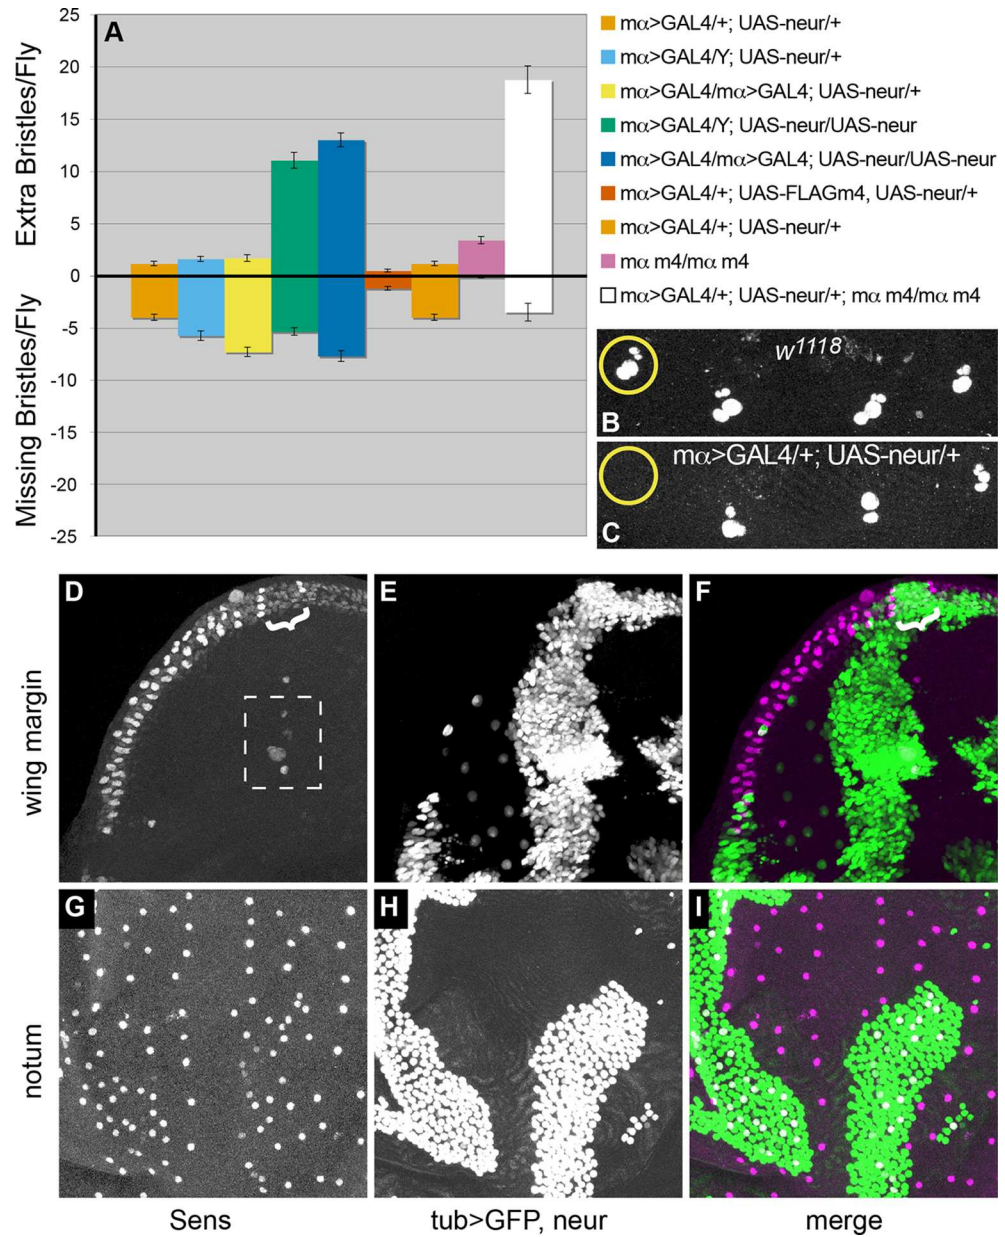 A
Extra Bristles/Fly
Missing Bristles/Fly
25
20
15
10
5
0
-5
-10
-15
-20
-25
mα>GAL4/+; UAS-neur/+
mα>GAL4/Y; UAS-neur/+
mα>GAL4/mα>GAL4; UAS-neur/+
mα>GAL4/Y; UAS-neur/UAS-neur
mα>GAL4/mα>GAL4; UAS-neur/UAS-neur
mα>GAL4/+; UAS-FLAGm4, UAS-neur/+
mα>GAL4/+; UAS-neur/+
mα m4/mα m4
mα>GAL4/+; UAS-neur/+; mα m4/mα m4
w1118
B
mα>GAL4/+; UAS-neur/+
C
wing margin
D
E
F
notum
G
H
I
Sens
tub>GFP, neur
merge